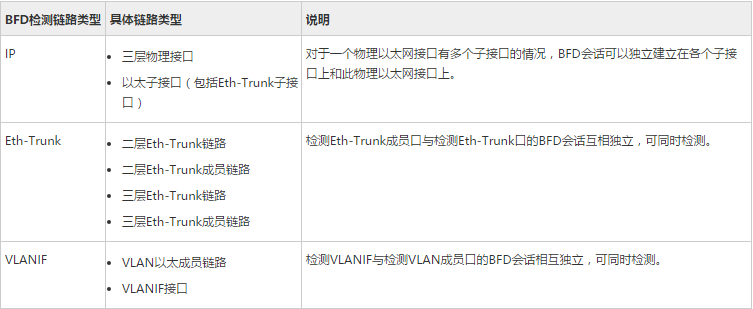 BFD检测链路类型 具体链路类型 说明
IP
三层物理接口
以太子接口（包括Eth-Trunk子接
口）
对于一个物理以太网接口有多个子接口的情况，BFD会话可以独立建立在各个子接
口上和此物理以太网接口上。
Eth-Trunk
二层Eth-Trunk链路
二层Eth-Trunk成员链路
三层Eth-Trunk链路
三层Eth-Trunk成员链路
检测Eth-Trunk成员口与检测Eth-Trunk口的BFD会话互相独立，可同时检测。
VLANIF
VLAN以太成员链路
VLANIF接口
检测VLANIF与检测VLAN成员口的BFD会话相互独立，可同时检测。